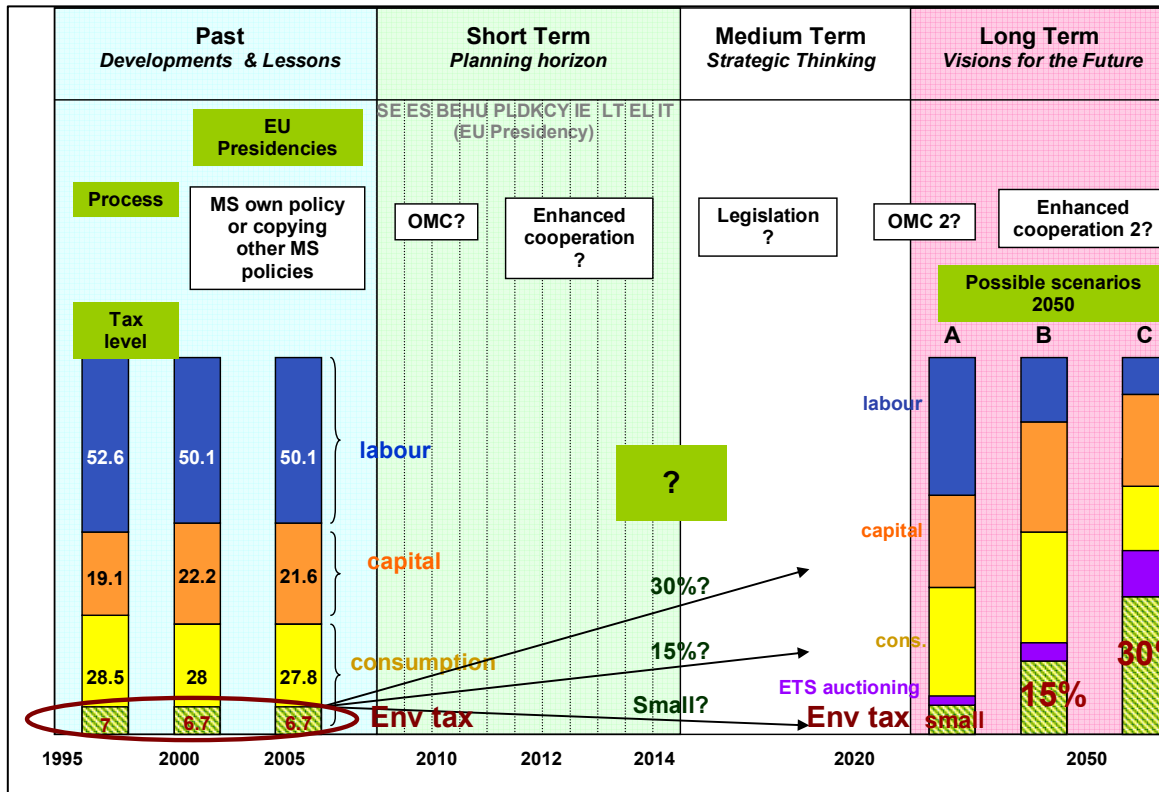 Past
Developments & Lessons
Short Term
Planning horizon
Medium Term
Strategic Thinking
Long Term
Visions for the Future
SE ES BEHU PLDKCY IE LT EL IT
(EU Presidency)
EU
Presidencies
Process
MS own policy
or copying
other MS
policies
OMC?
Enhanced
cooperation
?
Legislation
?
OMC 2?
Enhanced
cooperation 2?
Possible scenarios
2050
Tax
level
A
B
C
52.6
50.1
50.1
labour
19.1
22.2
21.6
capital
28.5
28
27.8
consumption
7
6.7
6.7
Env tax
?
30%?
15%?
Small?
labour
capital
cons.
ETS auctioning
Env tax
small
15%
30%
1995
2000
2005
2010
2012
2014
2020
2050